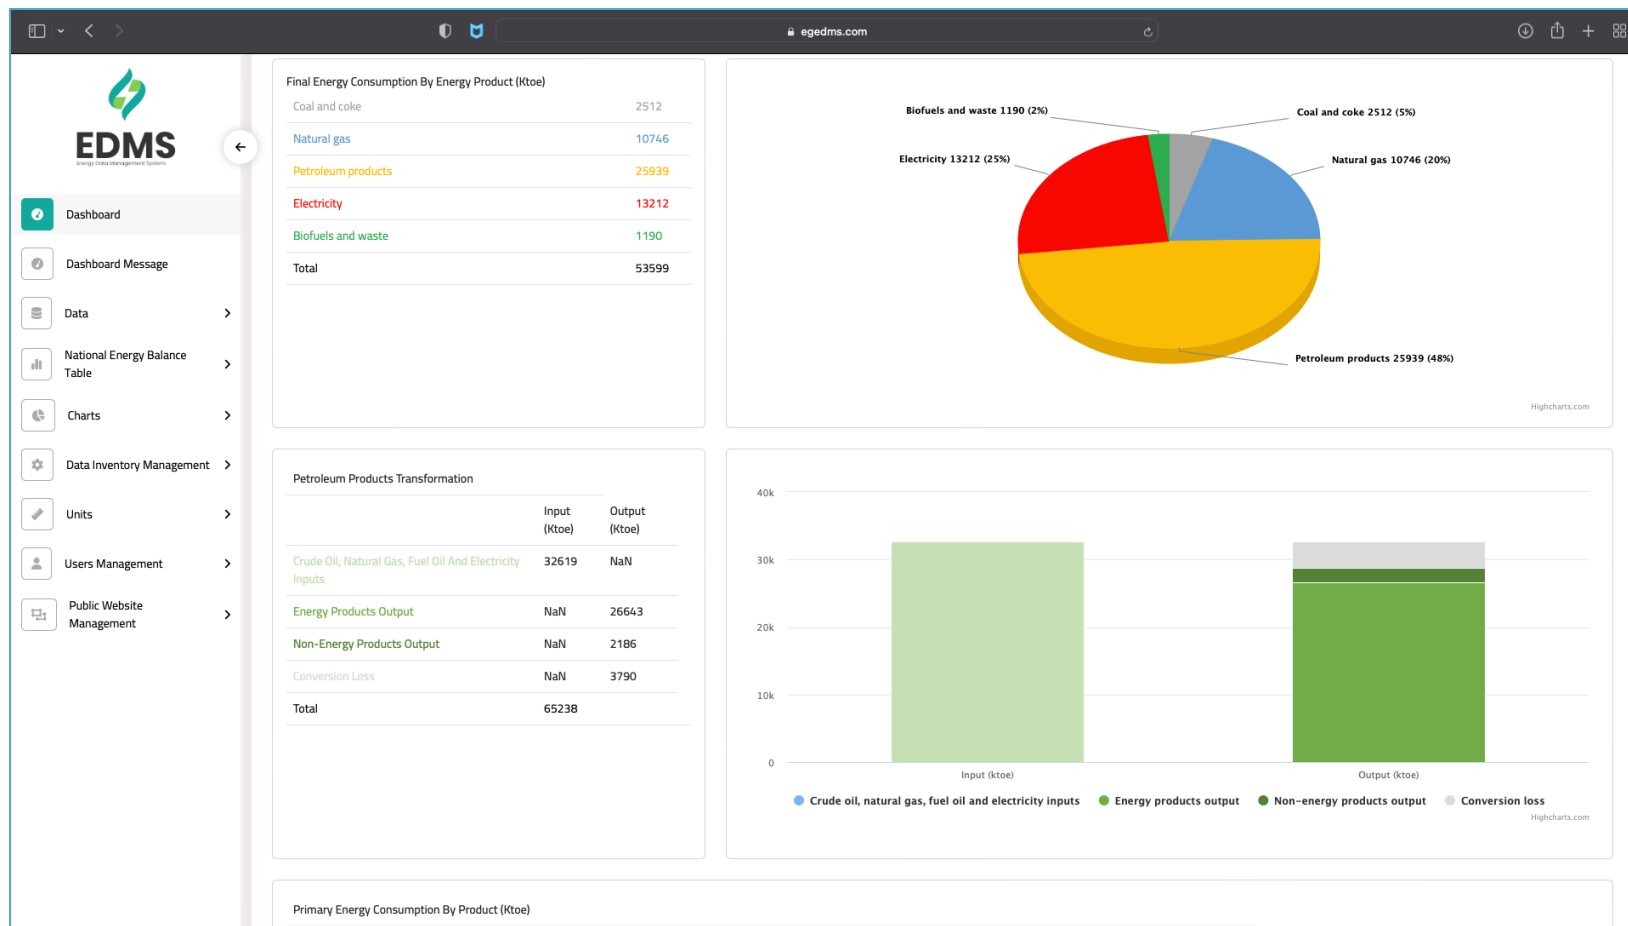 egedms.com
EDMS
Energy Data Management System
Dashboard
Dashboard Message
Data
National Energy Balance
Table
Charts
Data Inventory Management
Units
Users Management
Public Website
Management
Final Energy Consumption By Energy Product (Ktoe)
Coal and coke 2512
Natural gas 10746
Petroleum products 25939
Electricity 13212
Biofuels and waste 1190
Total 53599
Biofuels and waste 1190 (2%)
Coal and coke 2512 (5%)
Electricity 13212 (25%)
Natural gas 10746 (20%)
Petroleum products 25939 (48%)
Highcharts.com
Petroleum Products Transformation
Input Output
(Ktoe) (Ktoe)
Crude Oil, Natural Gas, Fuel Oil And Electricity 32619 NaN
Inputs
Energy Products Output NaN 26643
Non-Energy Products Output NaN 2186
Conversion Loss NaN 3790
Total 65238
40k
30k
20k
10k
0
Input (ktoe) Output (ktoe)
Crude oil, natural gas, fuel oil and electricity inputs Energy products output Non-energy products output Conversion loss
Highcharts.com
Primary Energy Consumption By Product (Ktoe)